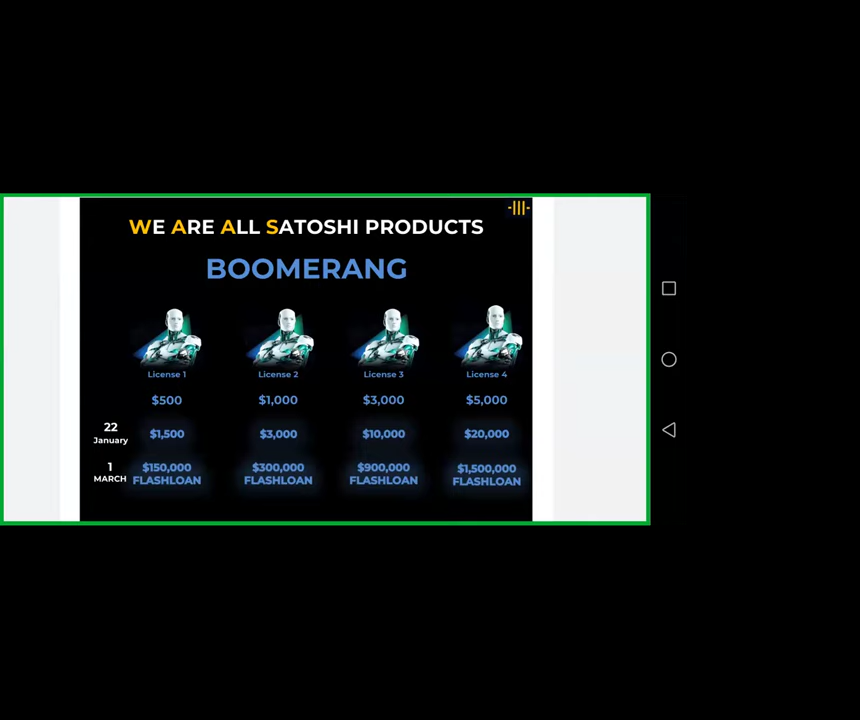 WE ARE ALL SATOSHI PRODUCTS
BOOMERANG
License 1 License 2 License 3 License 4
$500 $1,000 $3,000 $5,000
22 January $1,500 $3,000 $10,000 $20,000
1 MARCH $150,000 FLASHLOAN $300,000 FLASHLOAN $900,000 FLASHLOAN $1,500,000 FLASHLOAN